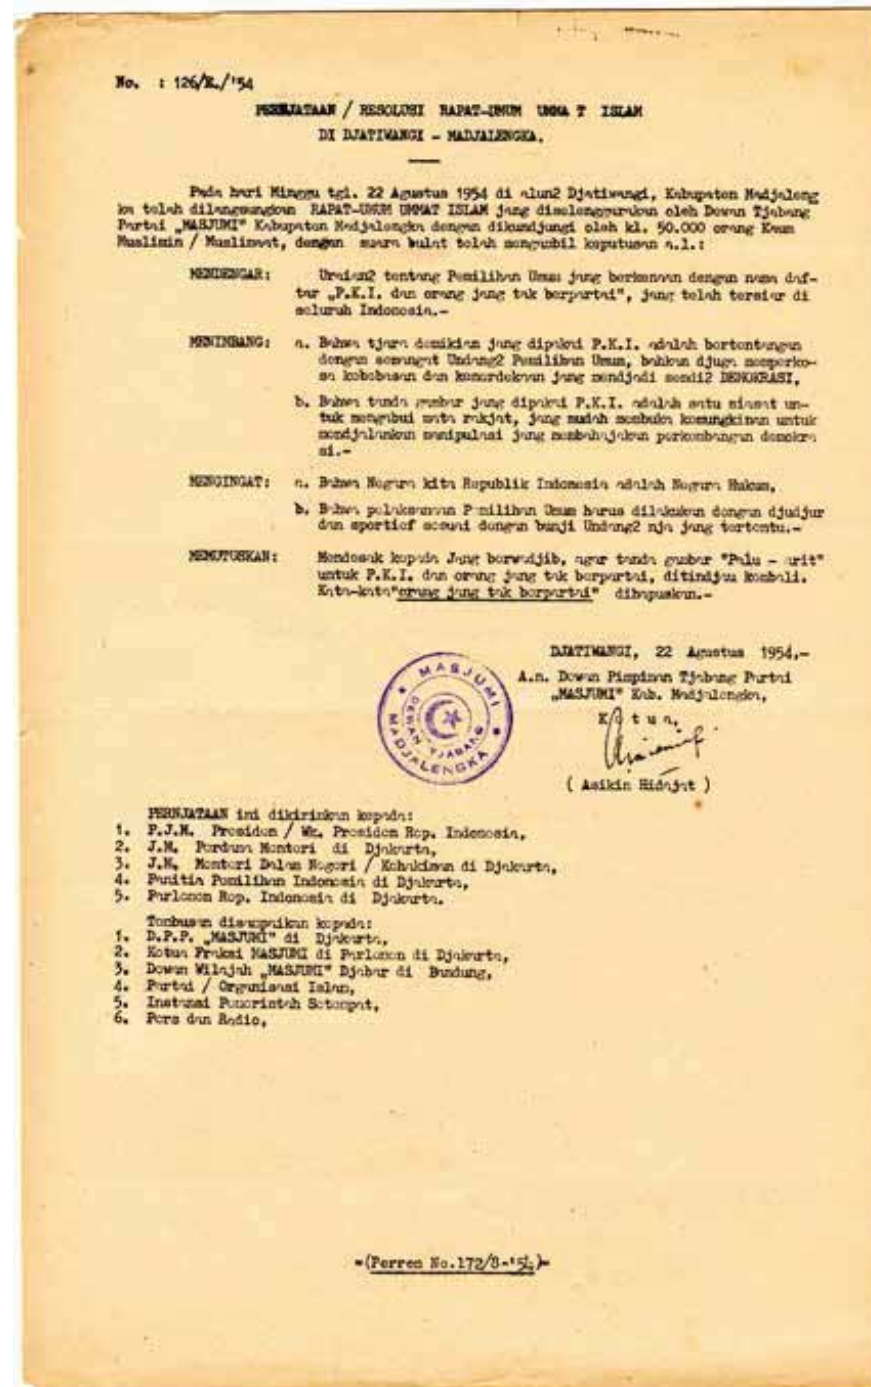 No. : 126/E./'54
PERNJATAAN / RESOLUSI RAPAT-UMUM UMMA T ISLAM
DI DJATIWANGI - MADJALENGKA.
Pada hari Minggu tgl. 22 Agustus 1954 di alun2 Djatiwangi, Kabupaten Madjaleng
ka telah dilangsungkan RAPAT-UMUM UMMAT ISLAM jang diselenggarakan oleh Dewan Tjabang
Partai „MASJUMI" Kabupaten Madjalengka dengan dikundjungi oleh kl. 50.000 orang Kaum
Muslimin / Muslimaat, dengan suara bulat telah mengambil keputusan a.l.:
MENDENGAR: Uraian2 tentang Pemilihan Umum jang berkenaan dengan nama daf-
tar „P.K.I. dan orang jang tak berpartai", jang telah tersiar di
seluruh Indonesia.-
MENIMBANG: a. Bahwa tjara demikian jang dipakai P.K.I. adalah bertentangan
dengan semangat Undang2 Pemilihan Umum, bahkan djuga memperko-
sa kebebasan dan kemerdekaan jang mendjadi sendi2 DEMOKRASI,
b. Bahwa tanda gambar jang dipakai P.K.I. adalah satu siasat un-
tuk mengabui mata rakjat, jang mudah membuka kemungkinan untuk
mendjalankan manipulasi jang membahajakan perkembangan demokra
si.-
MENGINGAT: a. Bahwa Negara kita Republik Indonesia adalah Negara Hukum,
b. Bahwa pelaksanaan Pemilihan Umum harus dilakukan dengan djudjur
dan sportief sesuai dengan bunji Undang2 nja jang tertentu.-
MEMUTUSKAN: Mendesak kepada Jang berwadjib, agar tanda gambar "Palu - arit"
untuk P.K.I. dan orang jang tak berpartai, ditindjau kembali.
Kata-kata"orang jang tak berpartai" dihapuskan.-
DJATIWANGI, 22 Agustus 1954,-
A.n. Dewan Pimpinan Tjabang Partai
„MASJUMI" Kab. Madjalengka,
K e t u a,
MASJUMI
DEWAN TJABANG
MADJALENGKA
( Asikin Hidajat )
PERNJATAAN ini dikirinkan kepada:
1. P.J.M. Presiden / Wk. Presiden Rep. Indonesia,
2. J.M. Perdana Menteri di Djakarta,
3. J.M. Menteri Dalam Negeri / Kehakiman di Djakarta,
4. Panitia Pemilihan Indonesia di Djakarta,
5. Parlemen Rep. Indonesia di Djakarta.
Tembusan disampaikan kepada:
1. D.P.P. „MASJUMI" di Djakarta,
2. Ketua Fraksi MASJUMI di Parlemen di Djakarta,
3. Dewan Wilajah „MASJUMI" Djabar di Bandung,
4. Partai / Organisasi Islam,
5. Instansi Pemerintah Setempat,
6. Pers dan Radio,
=(Perren No.172/8-'54)=